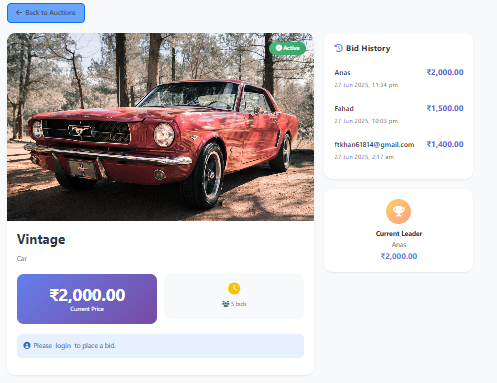 ← Back to Auctions
Active
Vintage
Car
₹2,000.00
Current Price
5 bids
Please login to place a bid.
Bid History
Anas ₹2,000.00
27 Jun 2025, 11:34 pm
Fahad ₹1,500.00
27 Jun 2025, 10:03 pm
ftkhan61814@gmail.com ₹1,400.00
27 Jun 2025, 2:17 am
Current Leader
Anas
₹2,000.00